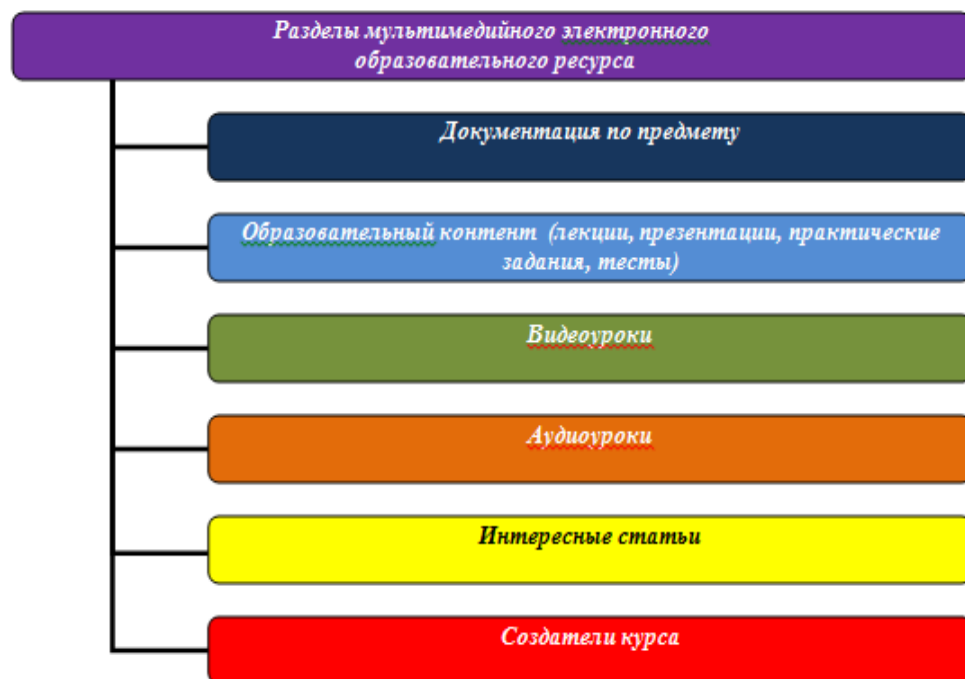 Разделы мультимедийного электронного
образовательного ресурса
Документация по предмету
Образовательный контент (лекции, презентации, практические
задания, тесты)
Видеоуроки
Аудиоуроки
Интересные статьи
Создатели курса